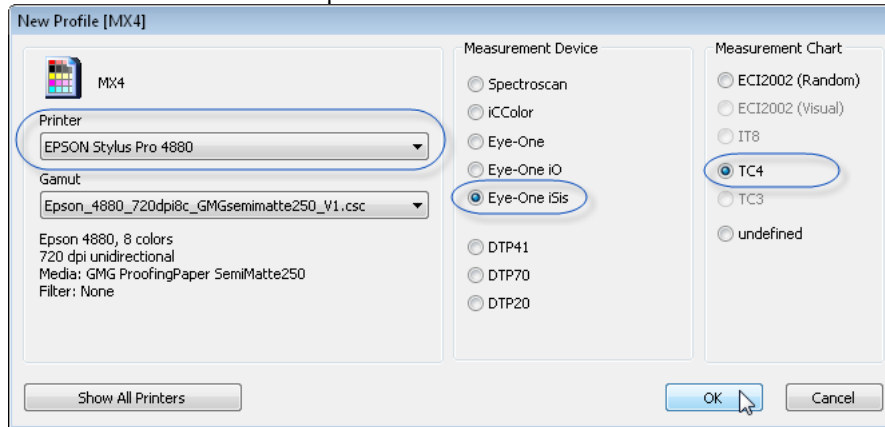 New Profile [MX4]
MX4
Printer
EPSON Stylus Pro 4880
Gamut
Epson_4880_720dpi8c_GMGsemimatte250_V1.csc
Epson 4880, 8 colors
720 dpi unidirectional
Media: GMG ProofingPaper SemiMatte250
Filter: None
Measurement Device
Spectroscan
iCColor
Eye-One
Eye-One iO
Eye-One iSis
DTP41
DTP70
DTP20
Measurement Chart
ECI2002 (Random)
ECI2002 (Visual)
IT8
TC4
TC3
undefined
Show All Printers
OK
Cancel